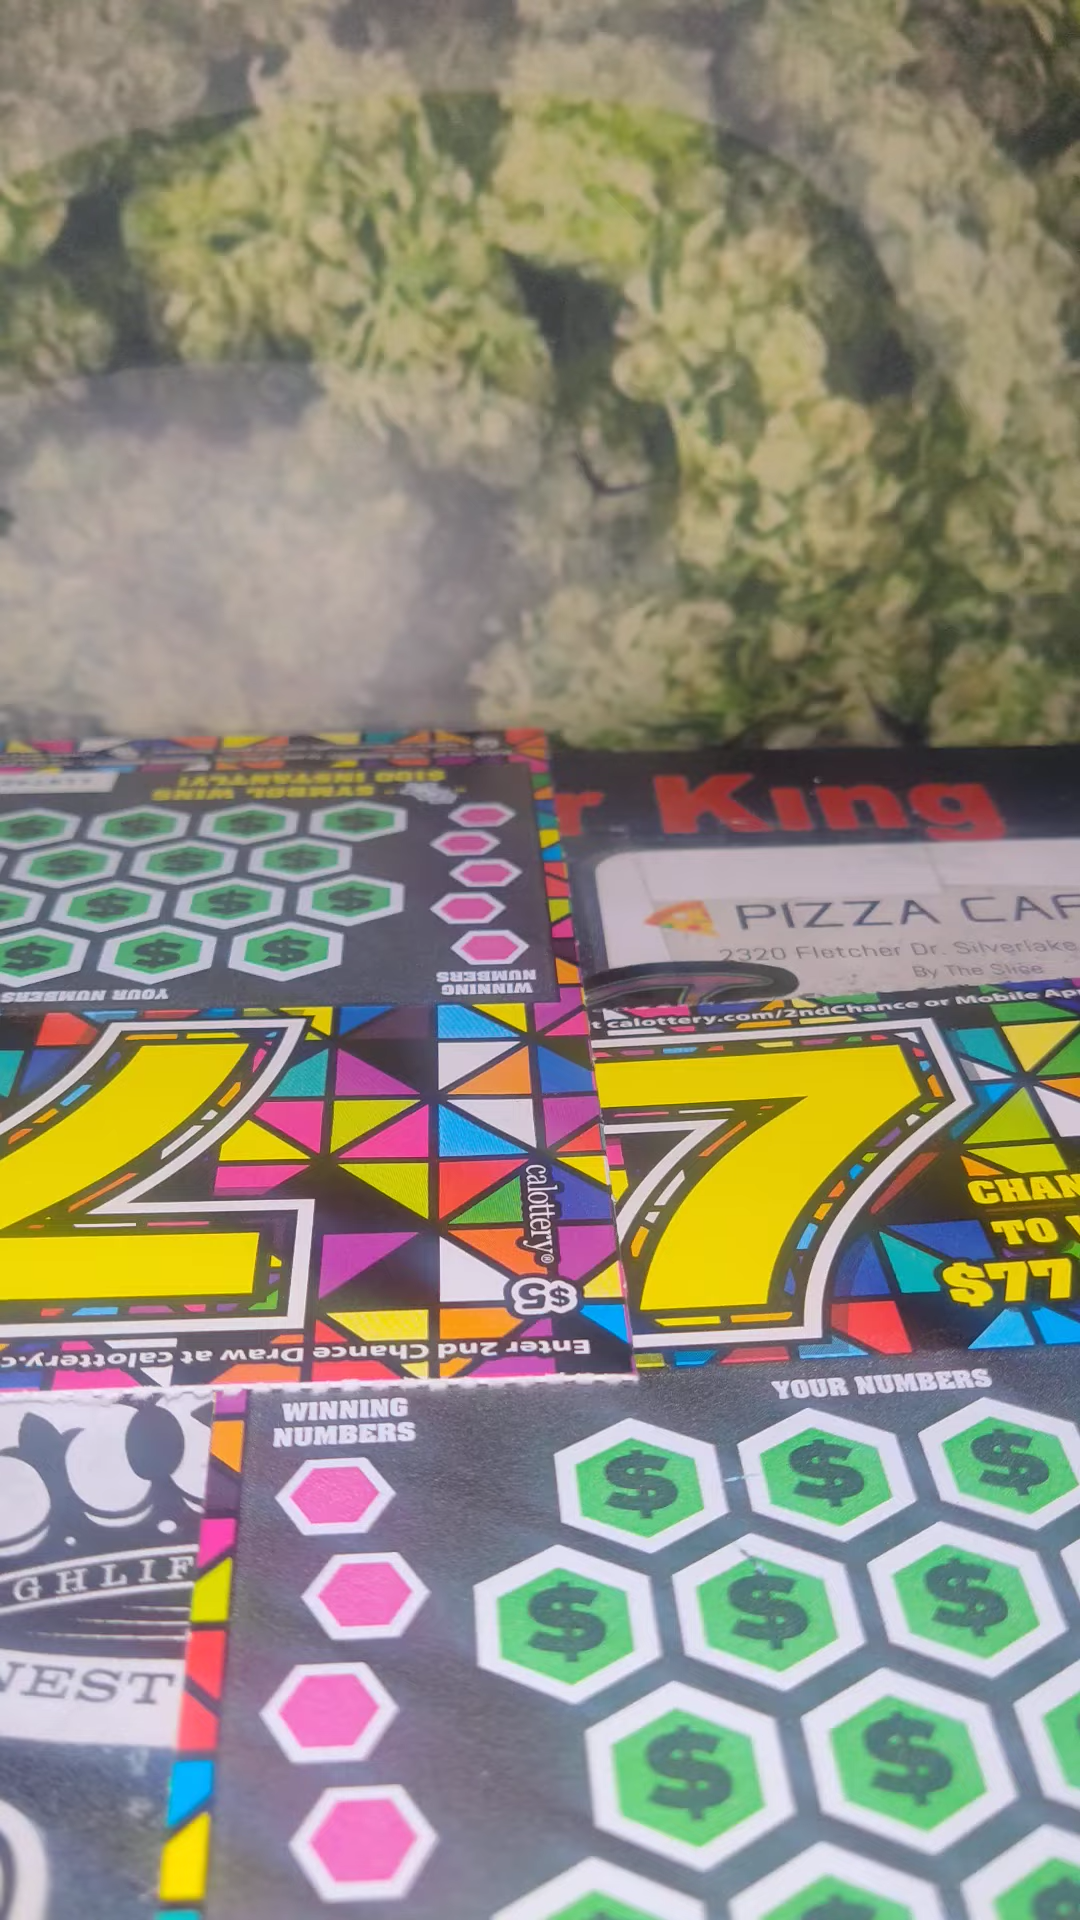 SYMBOL WINS
$100 INSTANTLY!
YOUR NUMBERS
WINNING
NUMBERS
r King
PIZZA CAF
2320 Fletcher Dr. Silverlake
By The Slice
t calottery.com/2ndChance or Mobile Ap
7
7
CHAN
TO
$77
calottery®
$5
Enter 2nd Chance Draw at calottery.c
WINNING
NUMBERS
YOUR NUMBERS
$ $ $
$ $ $
$ $
GHLIF
NEST